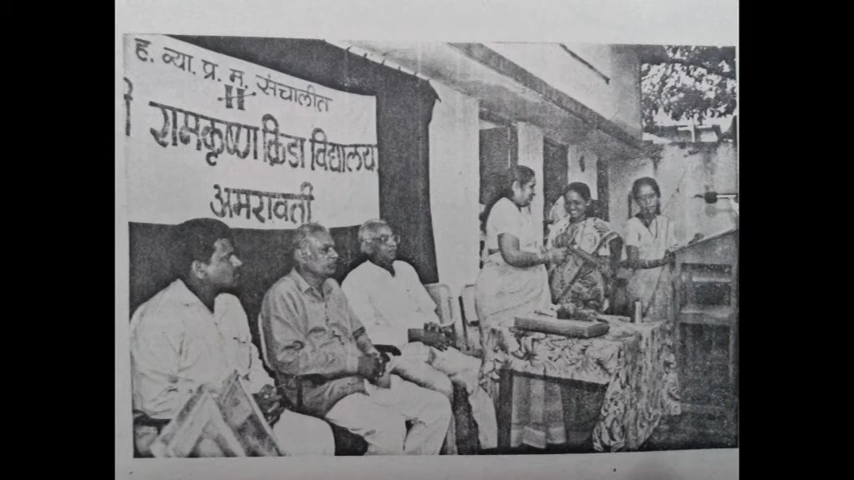 ह. व्या. प्र. म. संचालीत
रामकृष्ण क्रिडा विद्यालय
अमरावती